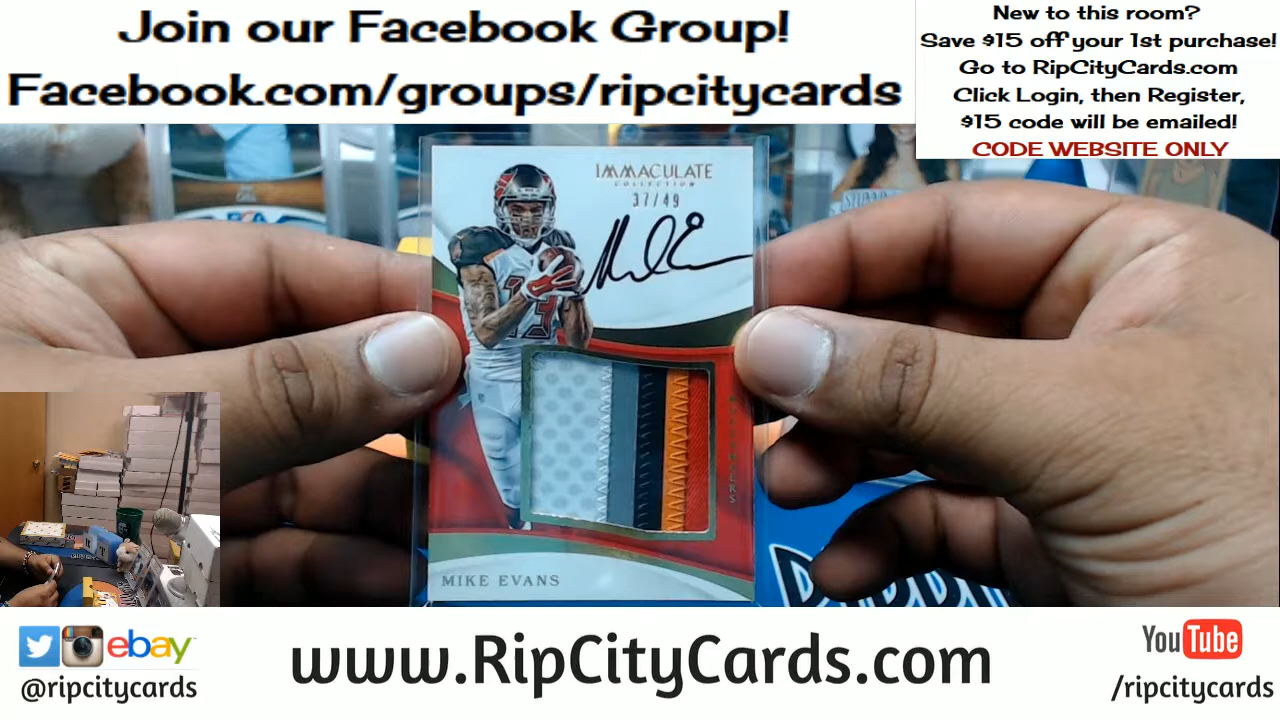 Join our Facebook Group!
Facebook.com/groups/ripcitycards
New to this room?
Save $15 off your 1st purchase!
Go to RipCityCards.com
Click Login, then Register,
$15 code will be emailed!
CODE WEBSITE ONLY
IMMACULATE
COLLECTION
37/49
13
BUCCANEERS
MIKE EVANS
ebay
@ripcitycards
www.RipCityCards.com
YouTube
/ripcitycards